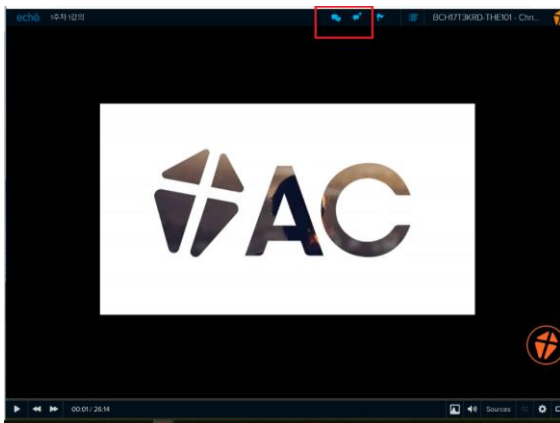 echo 1주차 1강의 BCH17T3KRD-THE101 - Chri...
AC
00:01 / 26:14 Sources